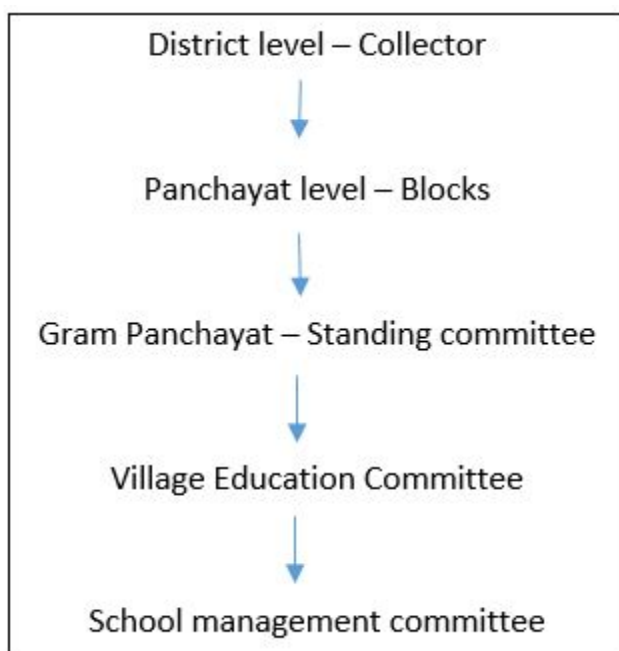 District level – Collector
Panchayat level – Blocks
Gram Panchayat – Standing committee
Village Education Committee
School management committee